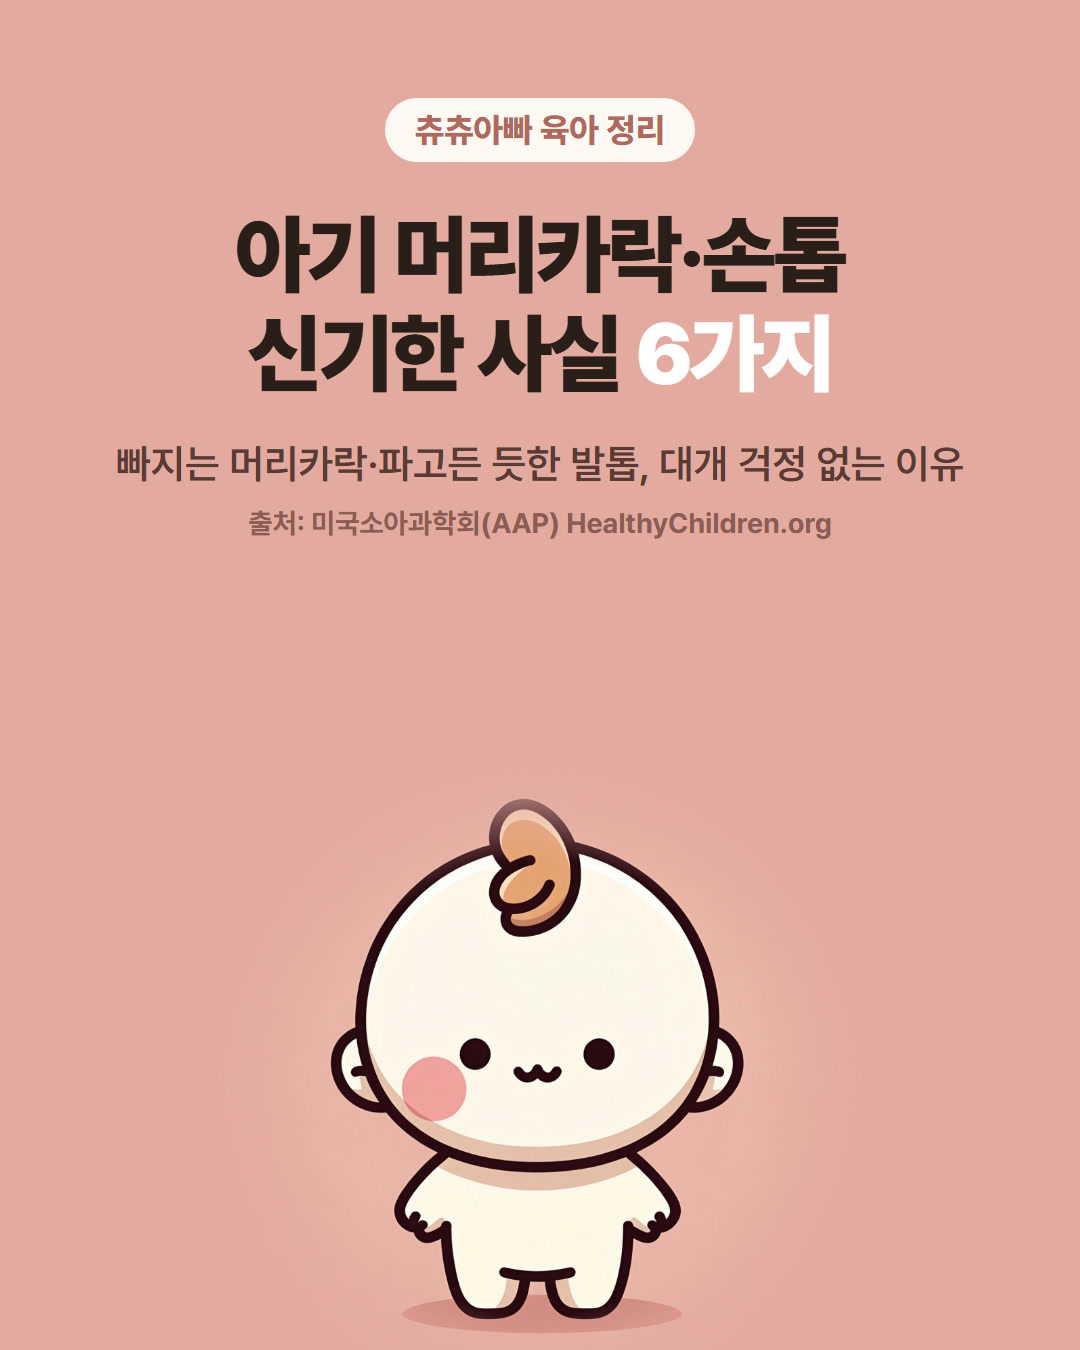 츄츄아빠 육아 정리
아기 머리카락·손톱
신기한 사실 6가지
빠지는 머리카락·파고든 듯한 발톱, 대개 걱정 없는 이유
출처: 미국소아과학회(AAP) HealthyChildren.org